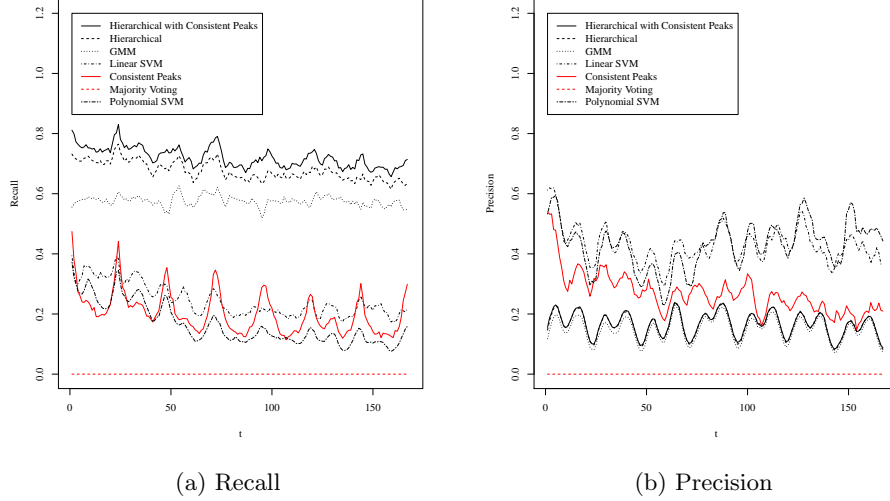 Hierarchical with Consistent Peaks
Hierarchical
GMM
Linear SVM
Consistent Peaks
Majority Voting
Polynomial SVM
Recall
1.2
1.0
0.8
0.6
0.4
0.2
0.0
0
50
100
150
t
(a) Recall
Hierarchical with Consistent Peaks
Hierarchical
GMM
Linear SVM
Consistent Peaks
Majority Voting
Polynomial SVM
Precision
1.2
1.0
0.8
0.6
0.4
0.2
0.0
0
50
100
150
t
(b) Precision